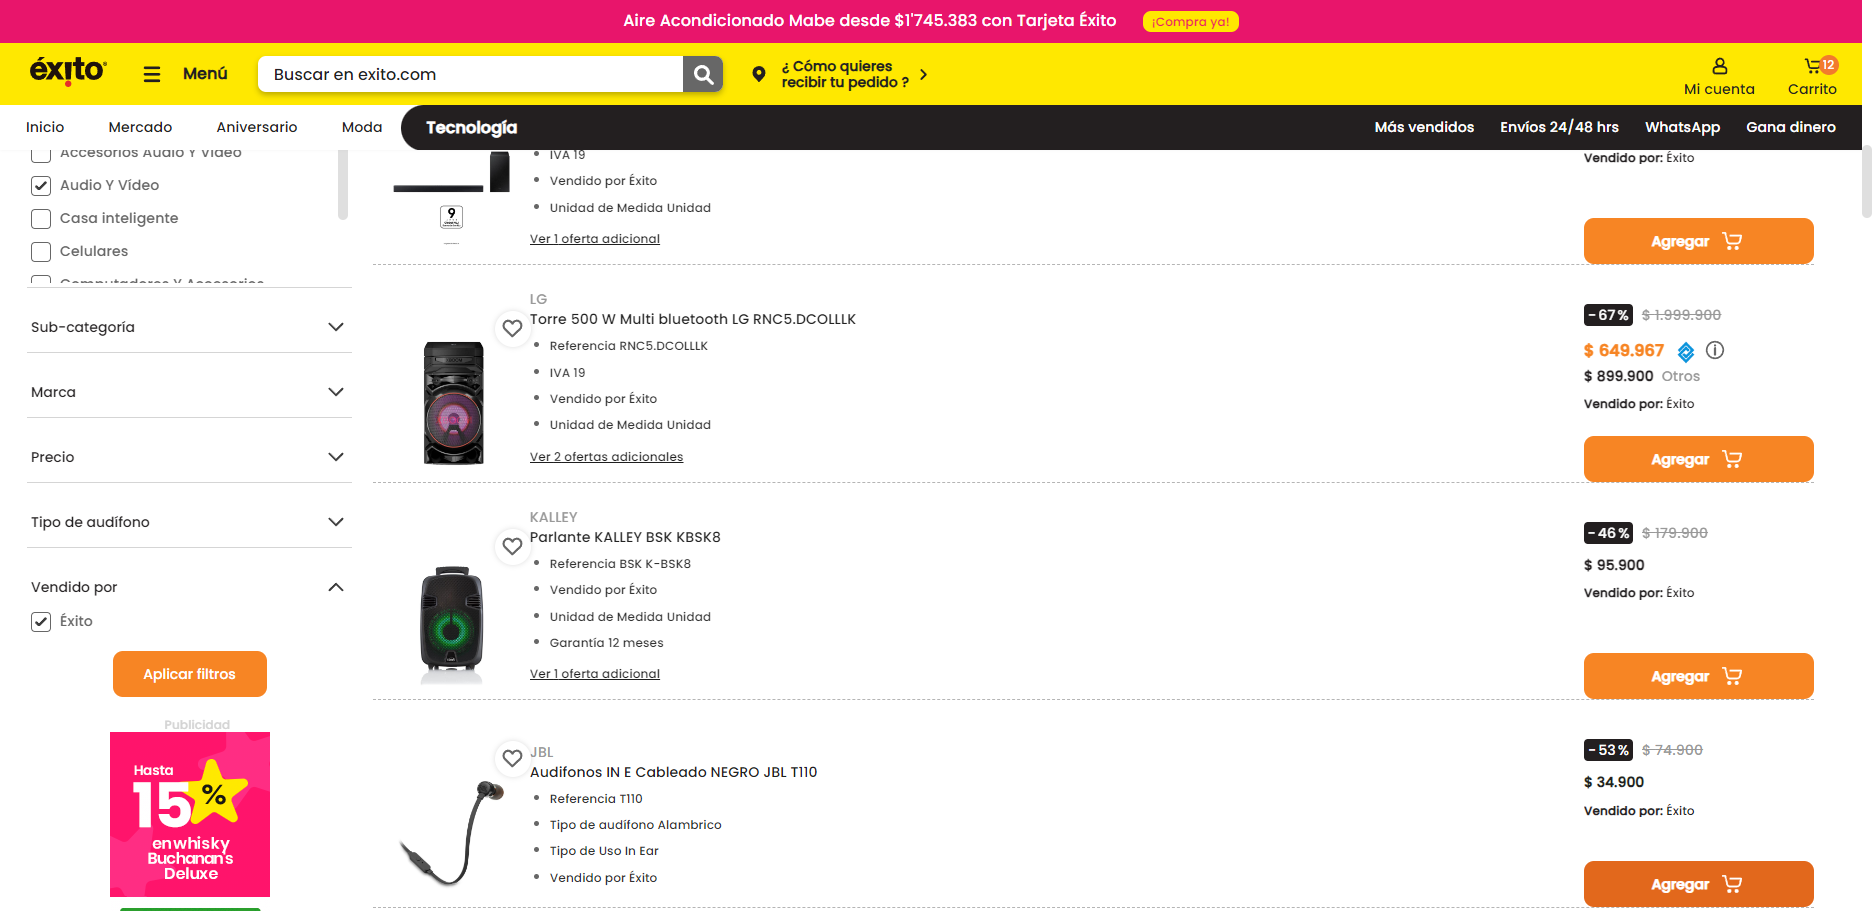 Aire Acondicionado Mabe desde $1'745.383 con Tarjeta Éxito ¡Compra ya!
éxito
Menú
Buscar en exito.com
¿ Cómo quieres
recibir tu pedido ?
Mi cuenta
12
Carrito
Inicio Mercado Aniversario Moda Tecnología Más vendidos Envíos 24/48 hrs WhatsApp Gana dinero
Accesorios Audio Y Video
Audio Y Vídeo
Casa inteligente
Celulares
Computadores Y Accesorios
Sub-categoría
Marca
Precio
Tipo de audífono
Vendido por
Éxito
Aplicar filtros
Publicidad
Hasta
15%
en whisky
Buchanan's
Deluxe
9
IVA 19
Vendido por Éxito
Unidad de Medida Unidad
Ver 1 oferta adicional
Vendido por: Éxito
Agregar
LG
Torre 500 W Multi bluetooth LG RNC5.DCOLLLK
Referencia RNC5.DCOLLLK
IVA 19
Vendido por Éxito
Unidad de Medida Unidad
Ver 2 ofertas adicionales
-67% $ 1.999.900
$ 649.967
$ 899.900 Otros
Vendido por: Éxito
Agregar
KALLEY
Parlante KALLEY BSK KBSK8
Referencia BSK K-BSK8
Vendido por Éxito
Unidad de Medida Unidad
Garantía 12 meses
Ver 1 oferta adicional
-46% $ 179.900
$ 95.900
Vendido por: Éxito
Agregar
JBL
Audifonos IN E Cableado NEGRO JBL T110
Referencia T110
Tipo de audífono Alambrico
Tipo de Uso In Ear
Vendido por Éxito
-53% $ 74.900
$ 34.900
Vendido por: Éxito
Agregar